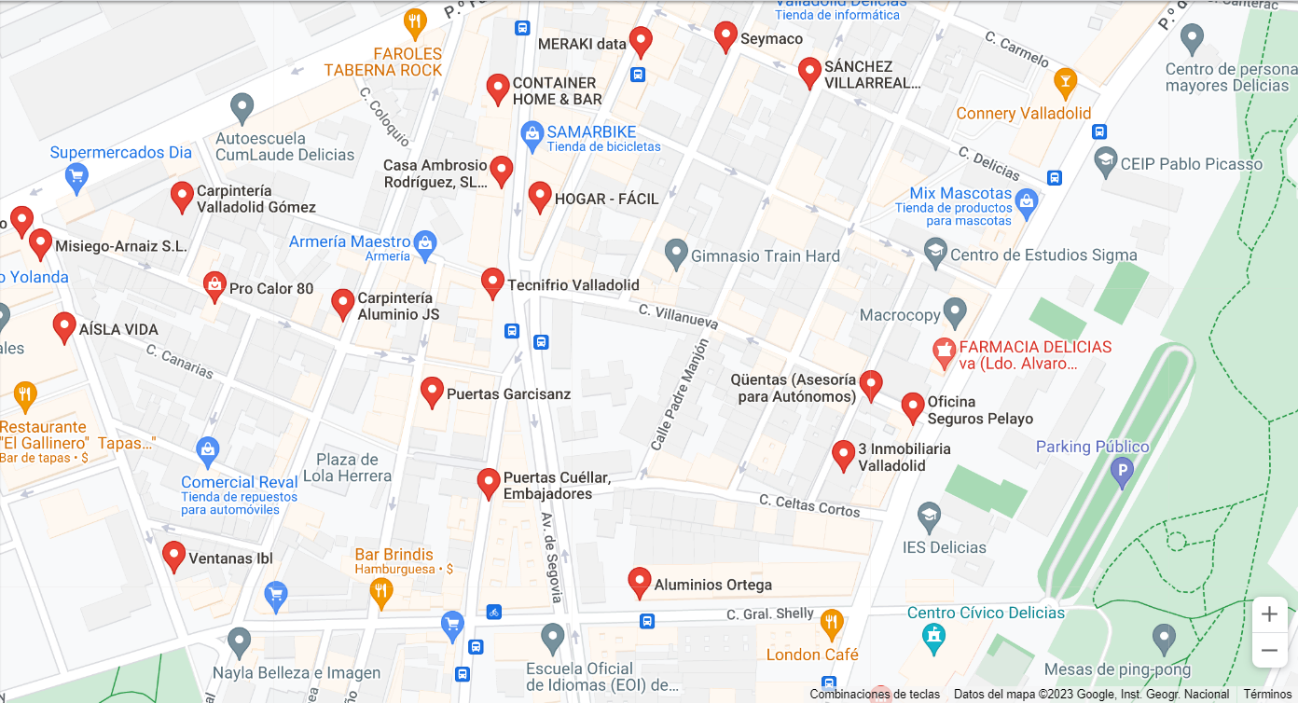 Valladolid Delicias
Tienda de informática
P.º
FAROLES
TABERNA ROCK
MERAKI data
Seymaco
C. Carmelo
SÁNCHEZ
VILLARREAL...
Centro de persona
mayores Delicias
CONTAINER
HOME & BAR
C. Coloquio
Connery Valladolid
Autoescuela
CumLaude Delicias
SAMARBIKE
Tienda de bicicletas
Supermercados Dia
Casa Ambrosio
Rodríguez, SL...
C. Delicias
CEIP Pablo Picasso
Carpintería
Valladolid Gómez
HOGAR - FÁCIL
Mix Mascotas
Tienda de productos
para mascotas
Misiego-Arnaiz S.L.
Armería Maestro
Armería
Gimnasio Train Hard
Centro de Estudios Sigma
o Yolanda
Pro Calor 80
Tecnifrio Valladolid
Carpintería
Aluminio JS
C. Villanueva
Macrocopy
AÍSLA VIDA
ales
C. Canarias
FARMACIA DELICIAS
va (Ldo. Alvaro...
Calle Padre Manjón
Puertas Garcisanz
Qüentas (Asesoría
para Autónomos)
Oficina
Seguros Pelayo
Restaurante
"El Gallinero" Tapas..."
Bar de tapas • $
Plaza de
Lola Herrera
3 Inmobiliaria
Valladolid
Parking Público
P
Comercial Reval
Tienda de repuestos
para automóviles
Puertas Cuéllar,
Embajadores
C. Celtas Cortos
Av. de Segovia
IES Delicias
Ventanas Ibl
Bar Brindis
Hamburguesa • $
Aluminios Ortega
C. Gral. Shelly
Centro Cívico Delicias
London Café
Nayla Belleza e Imagen
Escuela Oficial
de Idiomas (EOI) de...
Mesas de ping-pong
Combinaciones de teclas Datos del mapa ©2023 Google, Inst. Geogr. Nacional Términos